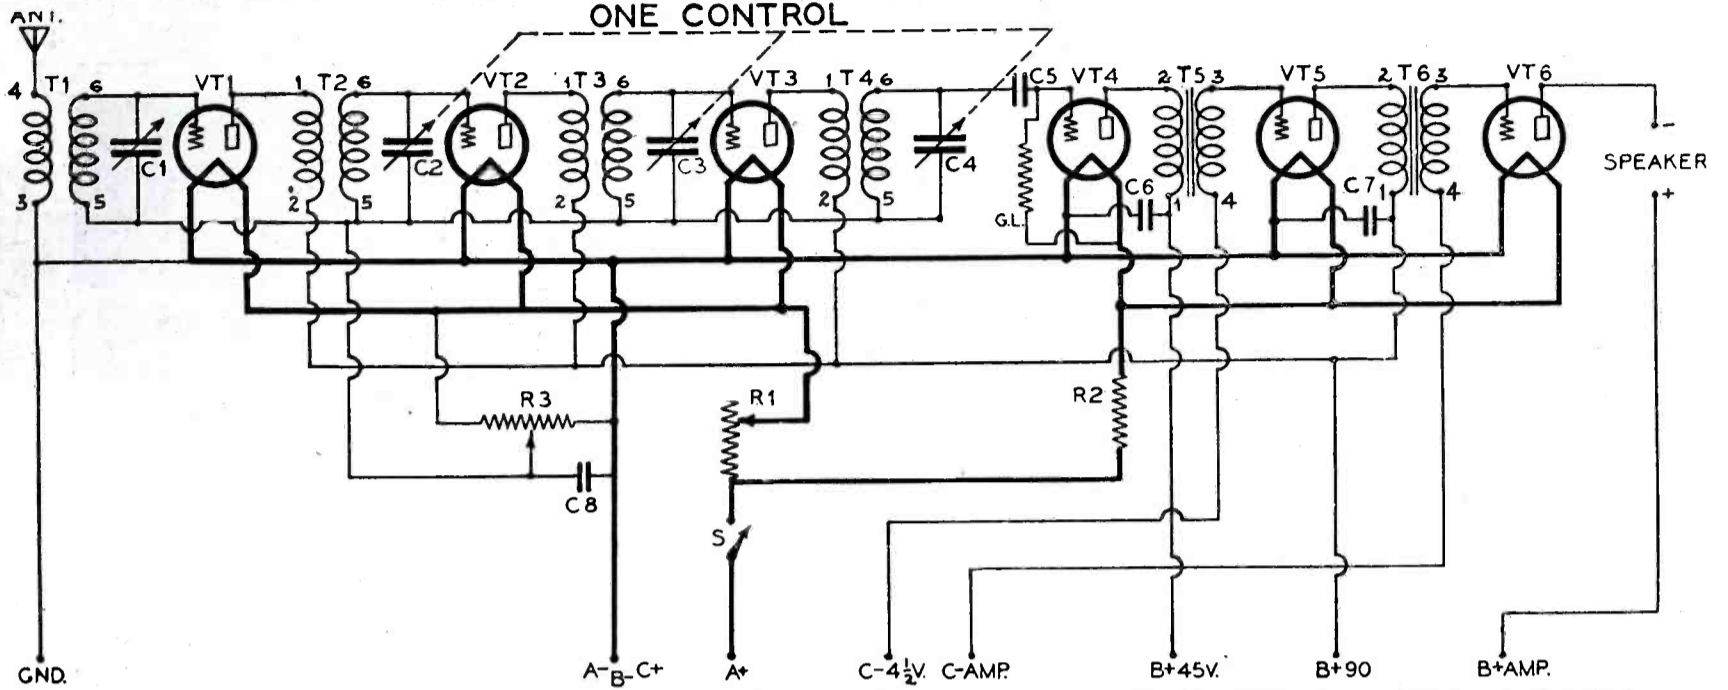 ANT.
ONE CONTROL
4 T1 6 VT1 1 T2 6 VT2 1 T3 6 VT3 1 T4 6 C5 VT4 2 T5 3 VT5 2 T6 3 VT6
C1 C2 C3 C4
- SPEAKER +
3 5 2 5 2 5 2 5 G.L. C6 1 4 C7 1 4
R3 R1 R2
C8
S
GND. A- B- C+ A+ C-4½V. C-AMP. B+45V. B+90 B+AMP.